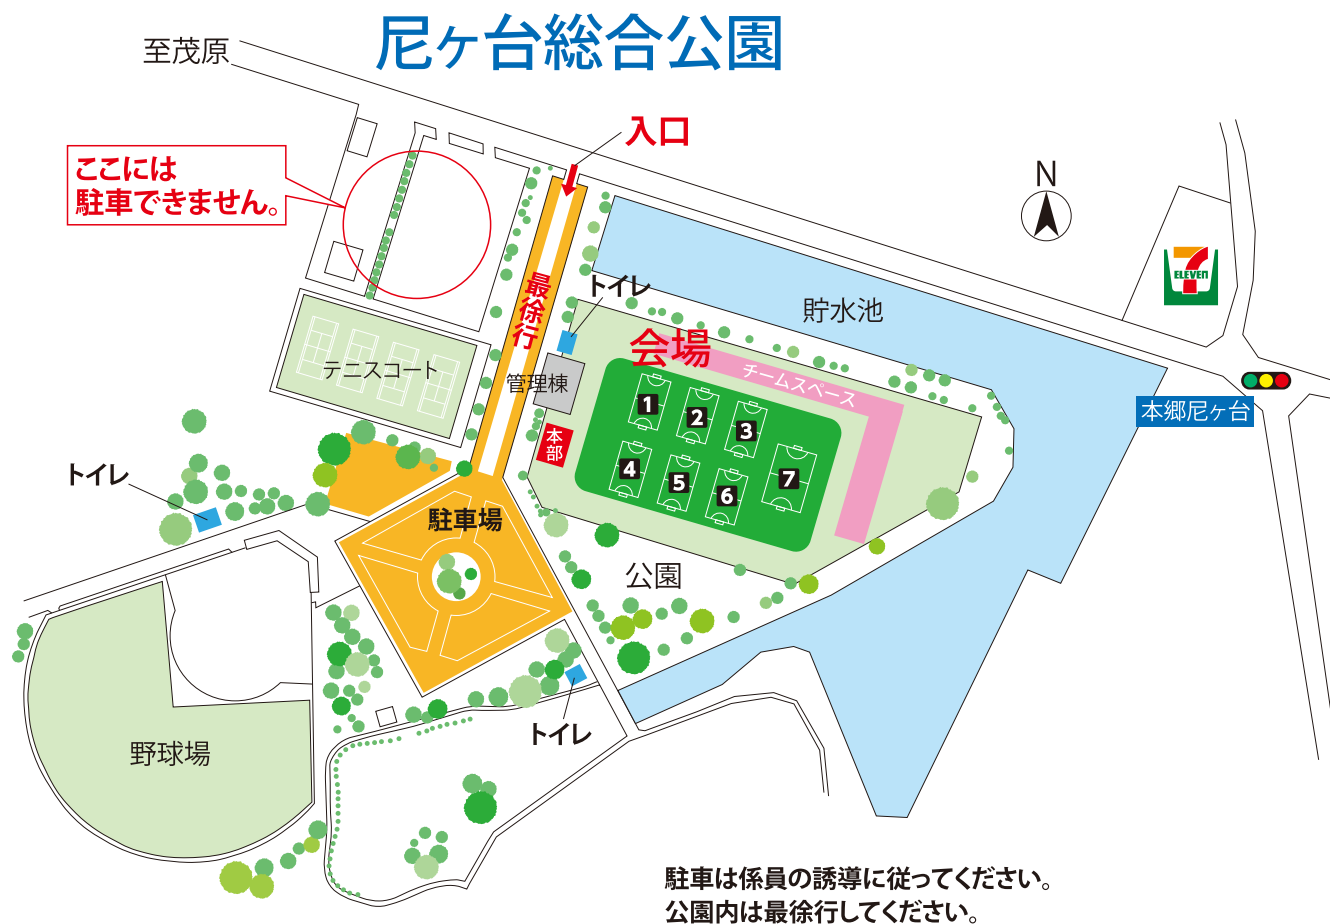 尼ヶ台総合公園
至茂原
入口
ここには
駐車できません。
N
ELEVEN
最徐行
トイレ
貯水池
会場
チームスペース
テニスコート
管理棟
本郷尼ヶ台
本部
1
2
3
4
5
6
7
トイレ
駐車場
公園
トイレ
野球場
駐車は係員の誘導に従ってください。
公園内は最徐行してください。